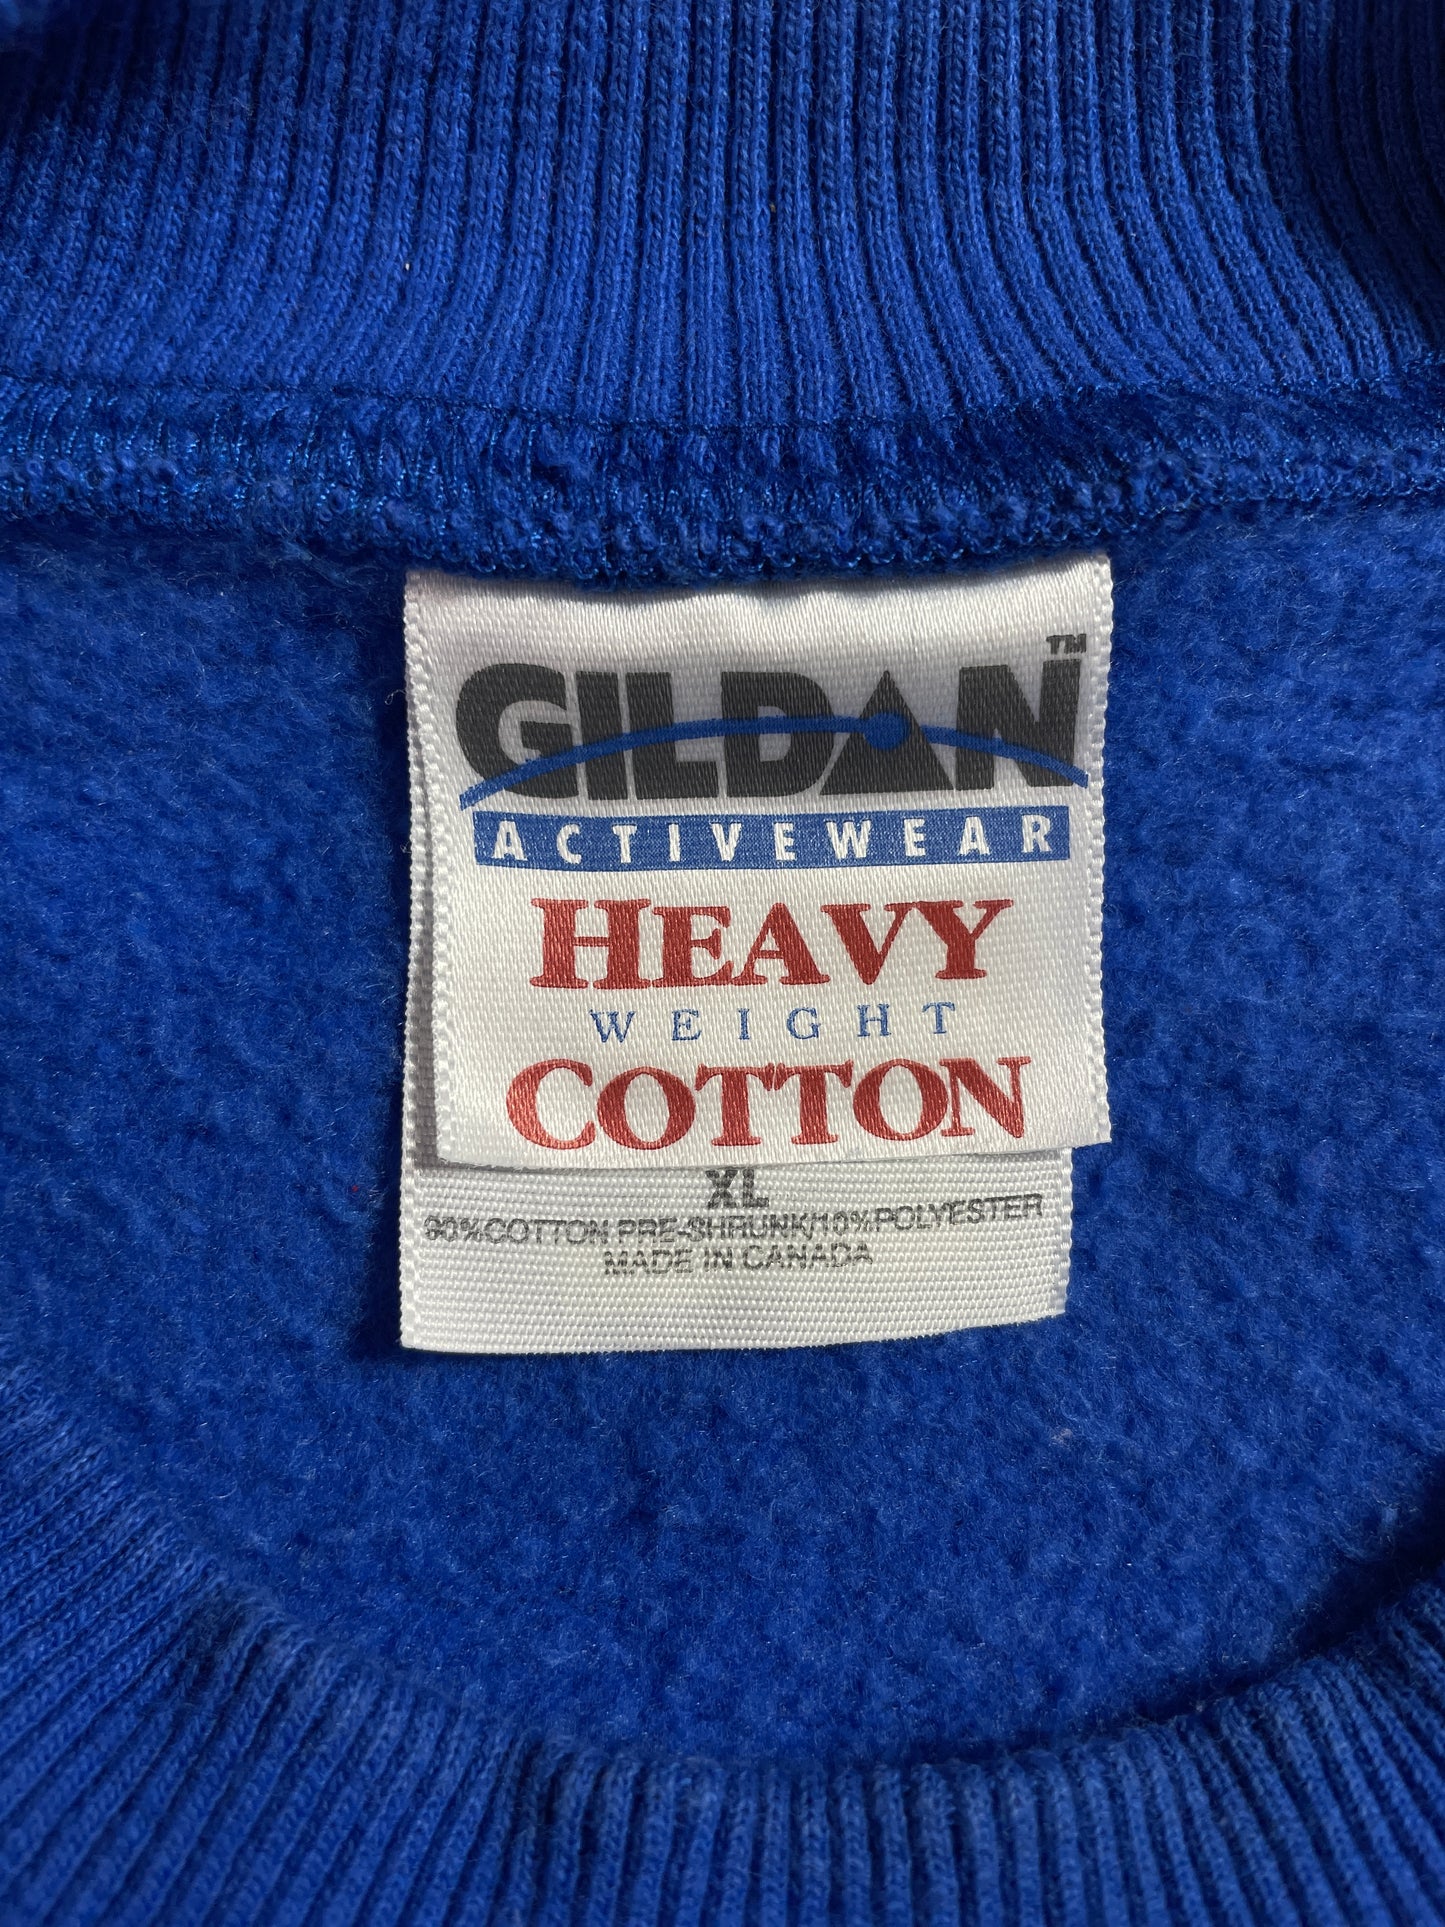 GILDAN™
ACTIVEWEAR
HEAVY
WEIGHT
COTTON
XL
90%COTTON PRE-SHRUNK/10%POLYESTER
MADE IN CANADA